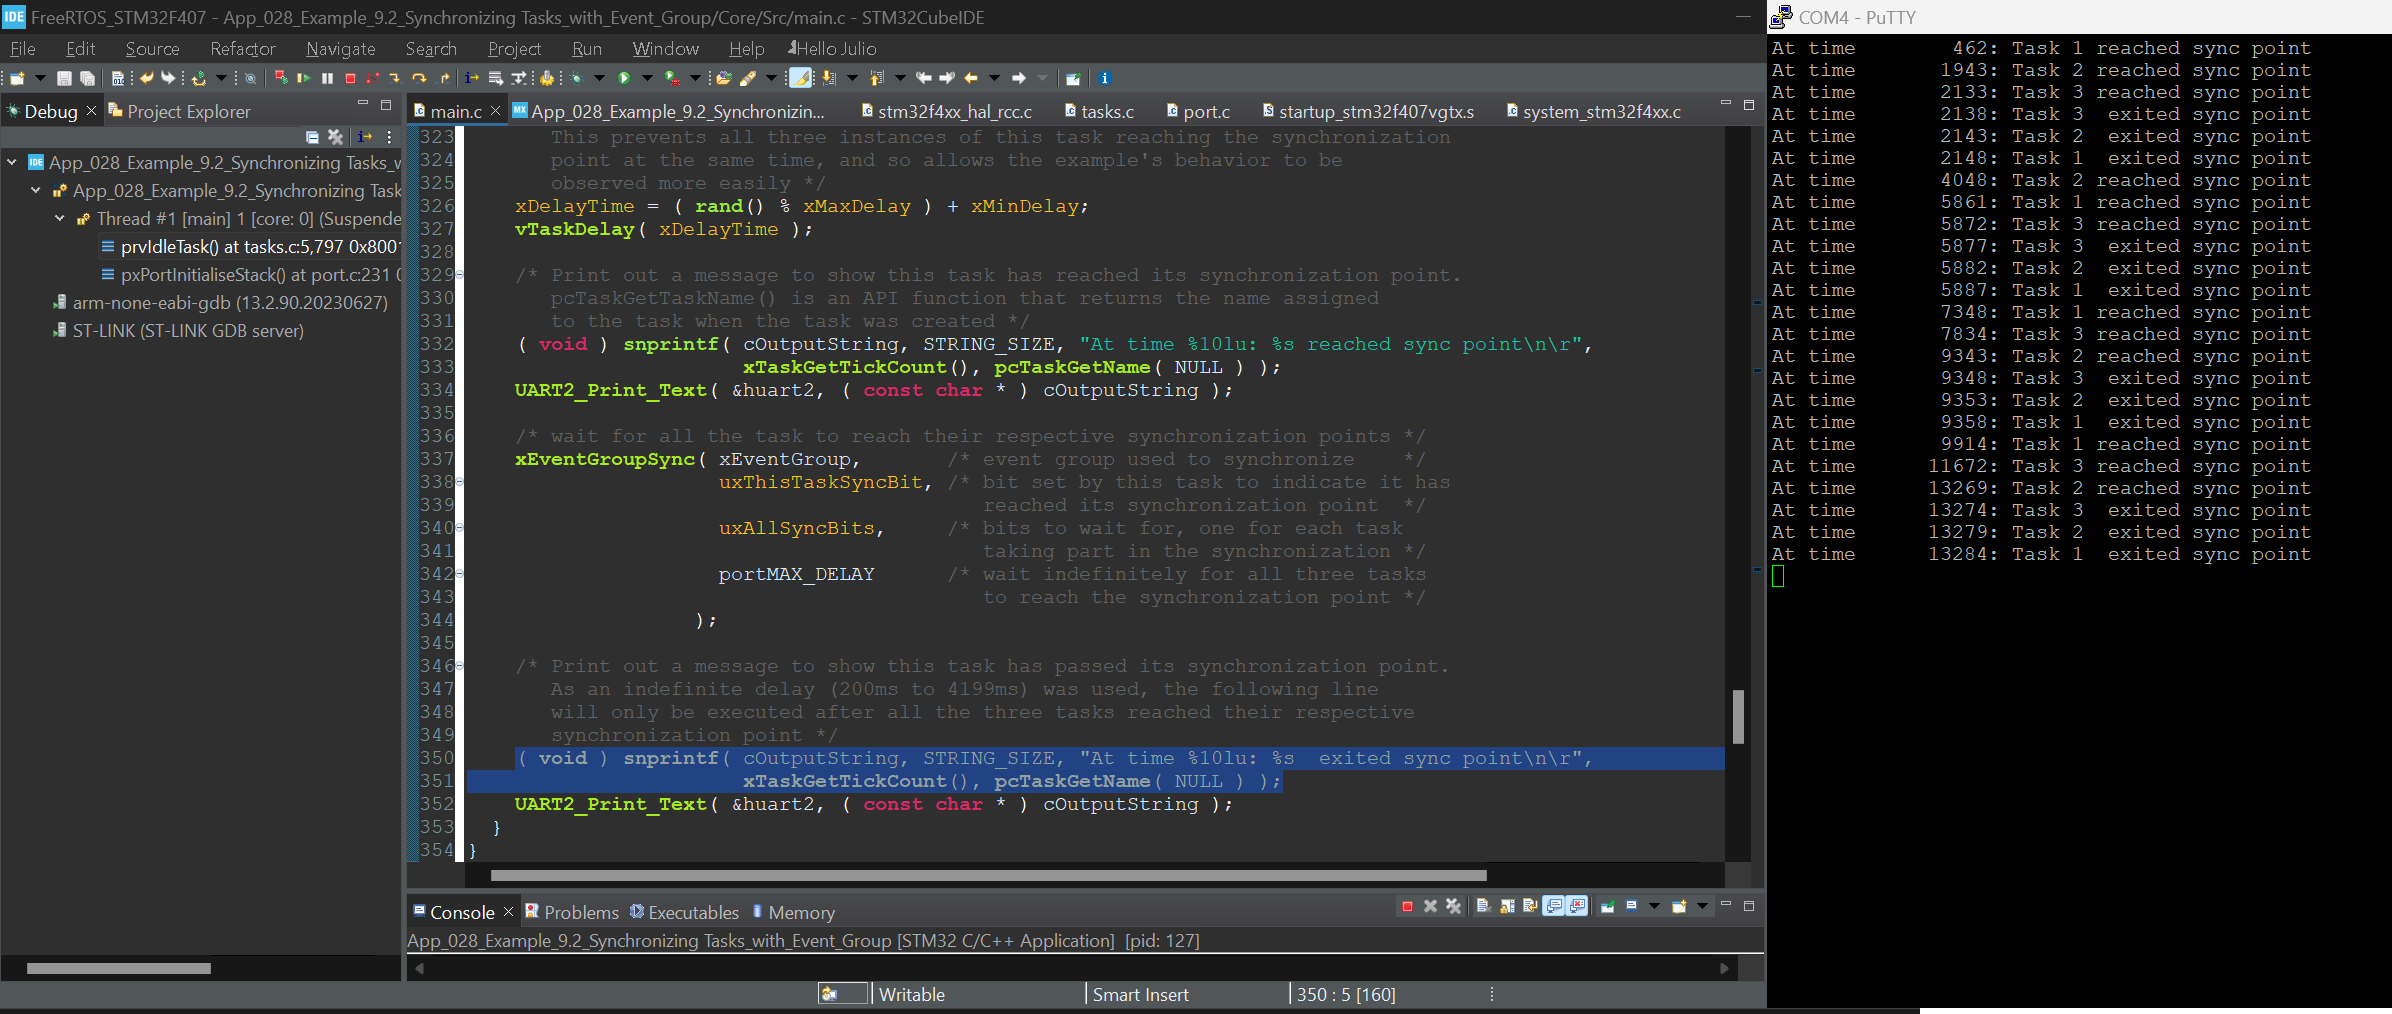 IDE FreeRTOS_STM32F407 - App_028_Example_9.2_Synchronizing Tasks_with_Event_Group/Core/Src/main.c - STM32CubeIDE
File Edit Source Refactor Navigate Search Project Run Window Help Hello Julio
Debug Project Explorer
IDE App_028_Example_9.2_Synchronizing Tasks_w
App_028_Example_9.2_Synchronizing Task
Thread #1 [main] 1 [core: 0] (Suspende
prvIdleTask() at tasks.c:5,797 0x800
pxPortInitialiseStack() at port.c:231 0
arm-none-eabi-gdb (13.2.90.20230627)
ST-LINK (ST-LINK GDB server)
main.c MX App_028_Example_9.2_Synchronizin... stm32f4xx_hal_rcc.c tasks.c port.c startup_stm32f407vgtx.s system_stm32f4xx.c
323 This prevents all three instances of this task reaching the synchronization
324 point at the same time, and so allows the example's behavior to be
325 observed more easily */
326 xDelayTime = ( rand() % xMaxDelay ) + xMinDelay;
327 vTaskDelay( xDelayTime );
328
329 /* Print out a message to show this task has reached its synchronization point.
330 pcTaskGetTaskName() is an API function that returns the name assigned
331 to the task when the task was created */
332 ( void ) snprintf( cOutputString, STRING_SIZE, "At time %10lu: %s reached sync point\n\r",
333 xTaskGetTickCount(), pcTaskGetName( NULL ) );
334 UART2_Print_Text( &huart2, ( const char * ) cOutputString );
335
336 /* wait for all the task to reach their respective synchronization points */
337 xEventGroupSync( xEventGroup, /* event group used to synchronize */
338 uxThisTaskSyncBit, /* bit set by this task to indicate it has
339 reached its synchronization point */
340 uxAllSyncBits, /* bits to wait for, one for each task
341 taking part in the synchronization */
342 portMAX_DELAY /* wait indefinitely for all three tasks
343 to reach the synchronization point */
344 );
345
346 /* Print out a message to show this task has passed its synchronization point.
347 As an indefinite delay (200ms to 4199ms) was used, the following line
348 will only be executed after all the three tasks reached their respective
349 synchronization point */
350 ( void ) snprintf( cOutputString, STRING_SIZE, "At time %10lu: %s  exited sync point\n\r",
351 xTaskGetTickCount(), pcTaskGetName( NULL ) );
352 UART2_Print_Text( &huart2, ( const char * ) cOutputString );
353 }
354 }
Console Problems Executables Memory
App_028_Example_9.2_Synchronizing Tasks_with_Event_Group [STM32 C/C++ Application] [pid: 127]
Writable Smart Insert 350 : 5 [160]
COM4 - PuTTY
At time 462: Task 1 reached sync point
At time 1943: Task 2 reached sync point
At time 2133: Task 3 reached sync point
At time 2138: Task 3  exited sync point
At time 2143: Task 2  exited sync point
At time 2148: Task 1  exited sync point
At time 4048: Task 2 reached sync point
At time 5861: Task 1 reached sync point
At time 5872: Task 3 reached sync point
At time 5877: Task 3  exited sync point
At time 5882: Task 2  exited sync point
At time 5887: Task 1  exited sync point
At time 7348: Task 1 reached sync point
At time 7834: Task 3 reached sync point
At time 9343: Task 2 reached sync point
At time 9348: Task 3  exited sync point
At time 9353: Task 2  exited sync point
At time 9358: Task 1  exited sync point
At time 9914: Task 1 reached sync point
At time 11672: Task 3 reached sync point
At time 13269: Task 2 reached sync point
At time 13274: Task 3  exited sync point
At time 13279: Task 2  exited sync point
At time 13284: Task 1  exited sync point